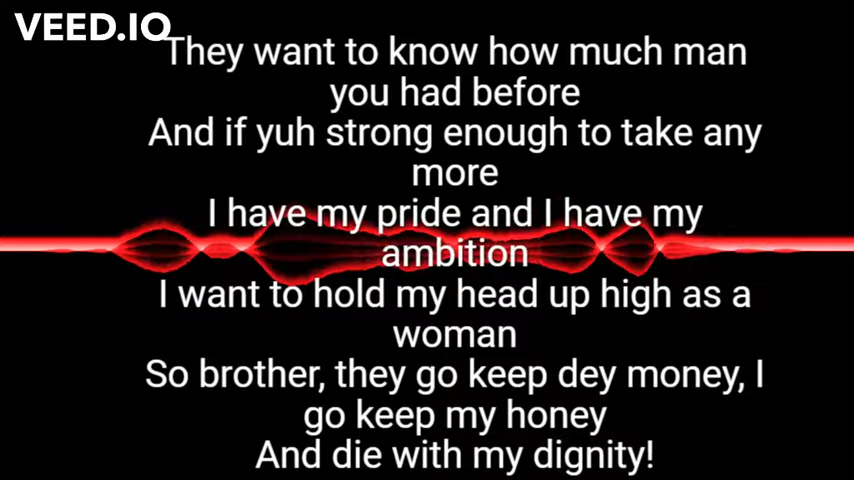 VEED.IO
They want to know how much man
you had before
And if yuh strong enough to take any
more
I have my pride and I have my
ambition
I want to hold my head up high as a
woman
So brother, they go keep dey money, I
go keep my honey
And die with my dignity!